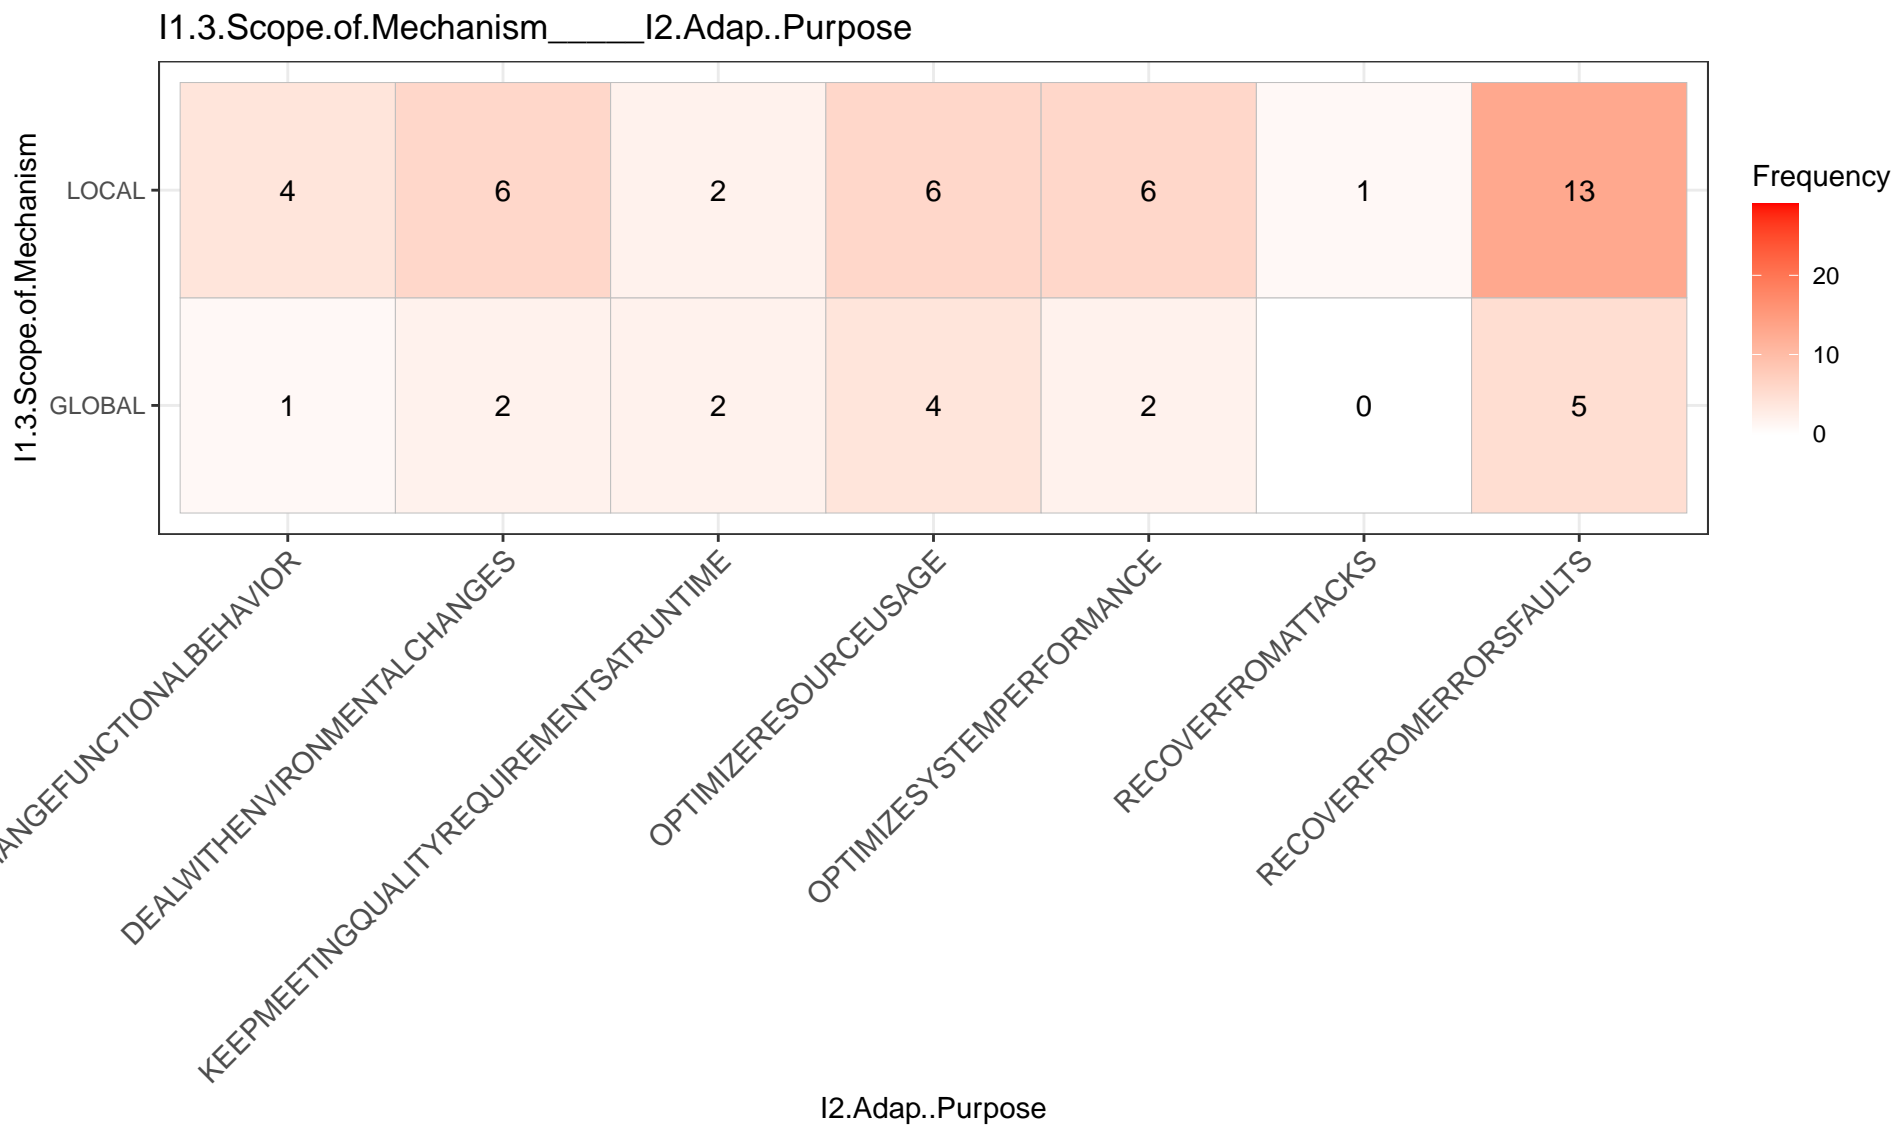 I1.3.Scope.of.Mechanism_____I2.Adap..Purpose
I1.3.Scope.of.Mechanism
LOCAL
4 6 2 6 6 1 13
GLOBAL
1 2 2 4 2 0 5
Frequency
20
10
0
ANGEFUNCTIONALBEHAVIOR
DEALWITHENVIRONMENTALCHANGES
KEEPMEETINGQUALITYREQUIREMENTSATRUNTIME
OPTIMIZERESOURCEUSAGE
OPTIMIZESYSTEMPERFORMANCE
RECOVERFROMATTACKS
RECOVERFROMERRORSFAULTS
I2.Adap..Purpose